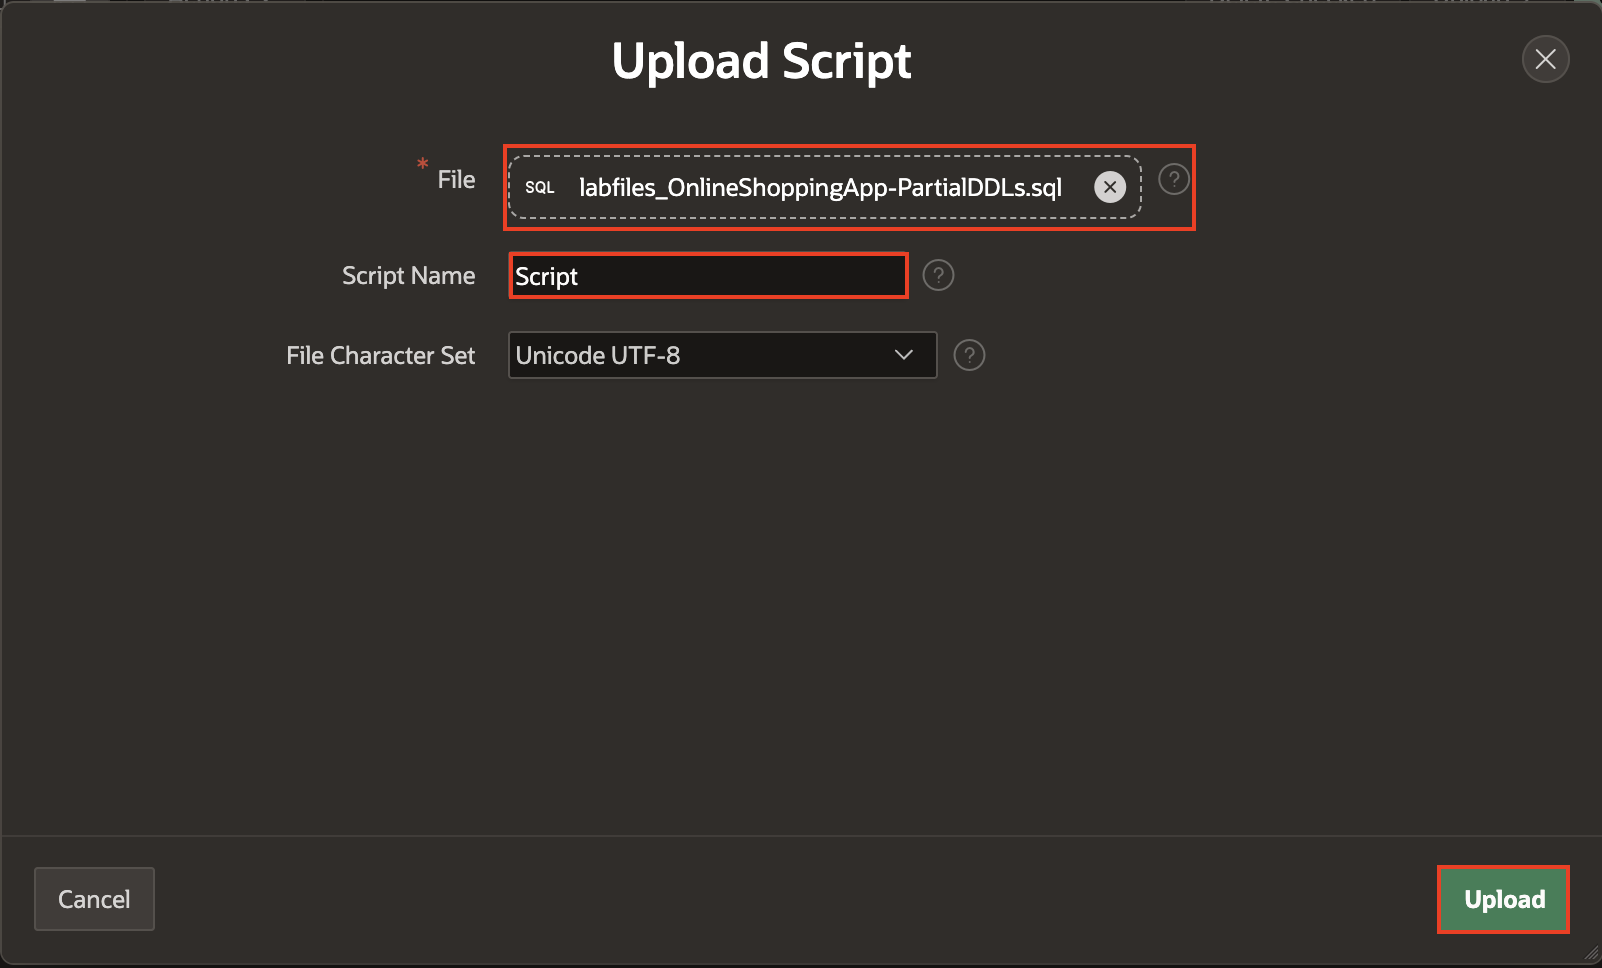 Upload Script
* File
SQL labfiles_OnlineShoppingApp-PartialDDLs.sql
Script Name
Script
File Character Set
Unicode UTF-8
Cancel
Upload